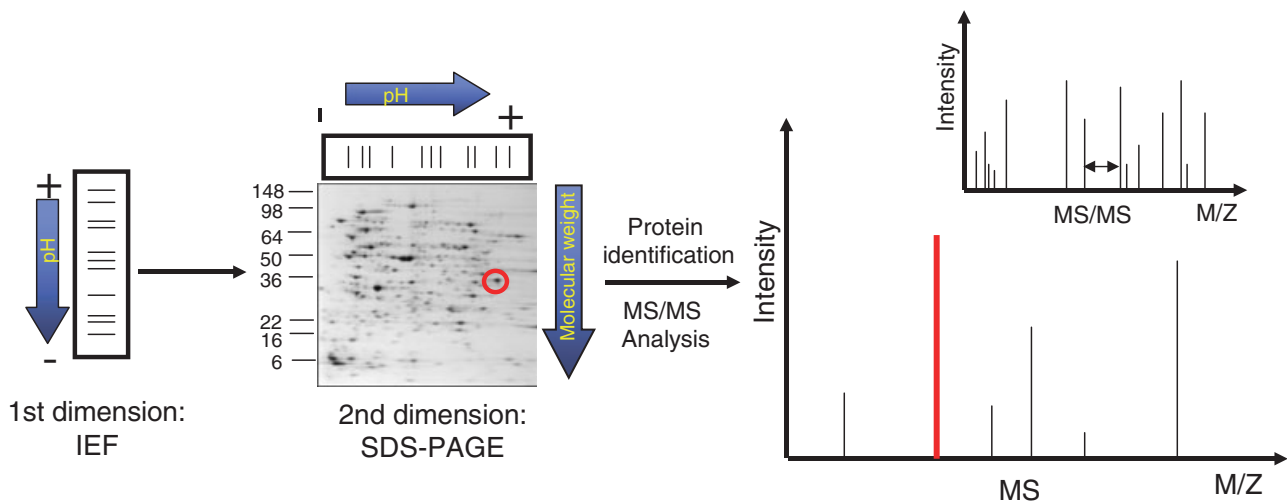 +
pH
-
1st dimension:
IEF
pH
-
+
148
98
64
50
36
22
16
6
Molecular weight
2nd dimension:
SDS-PAGE
Protein
identification
MS/MS
Analysis
Intensity
MS
M/Z
Intensity
MS/MS
M/Z